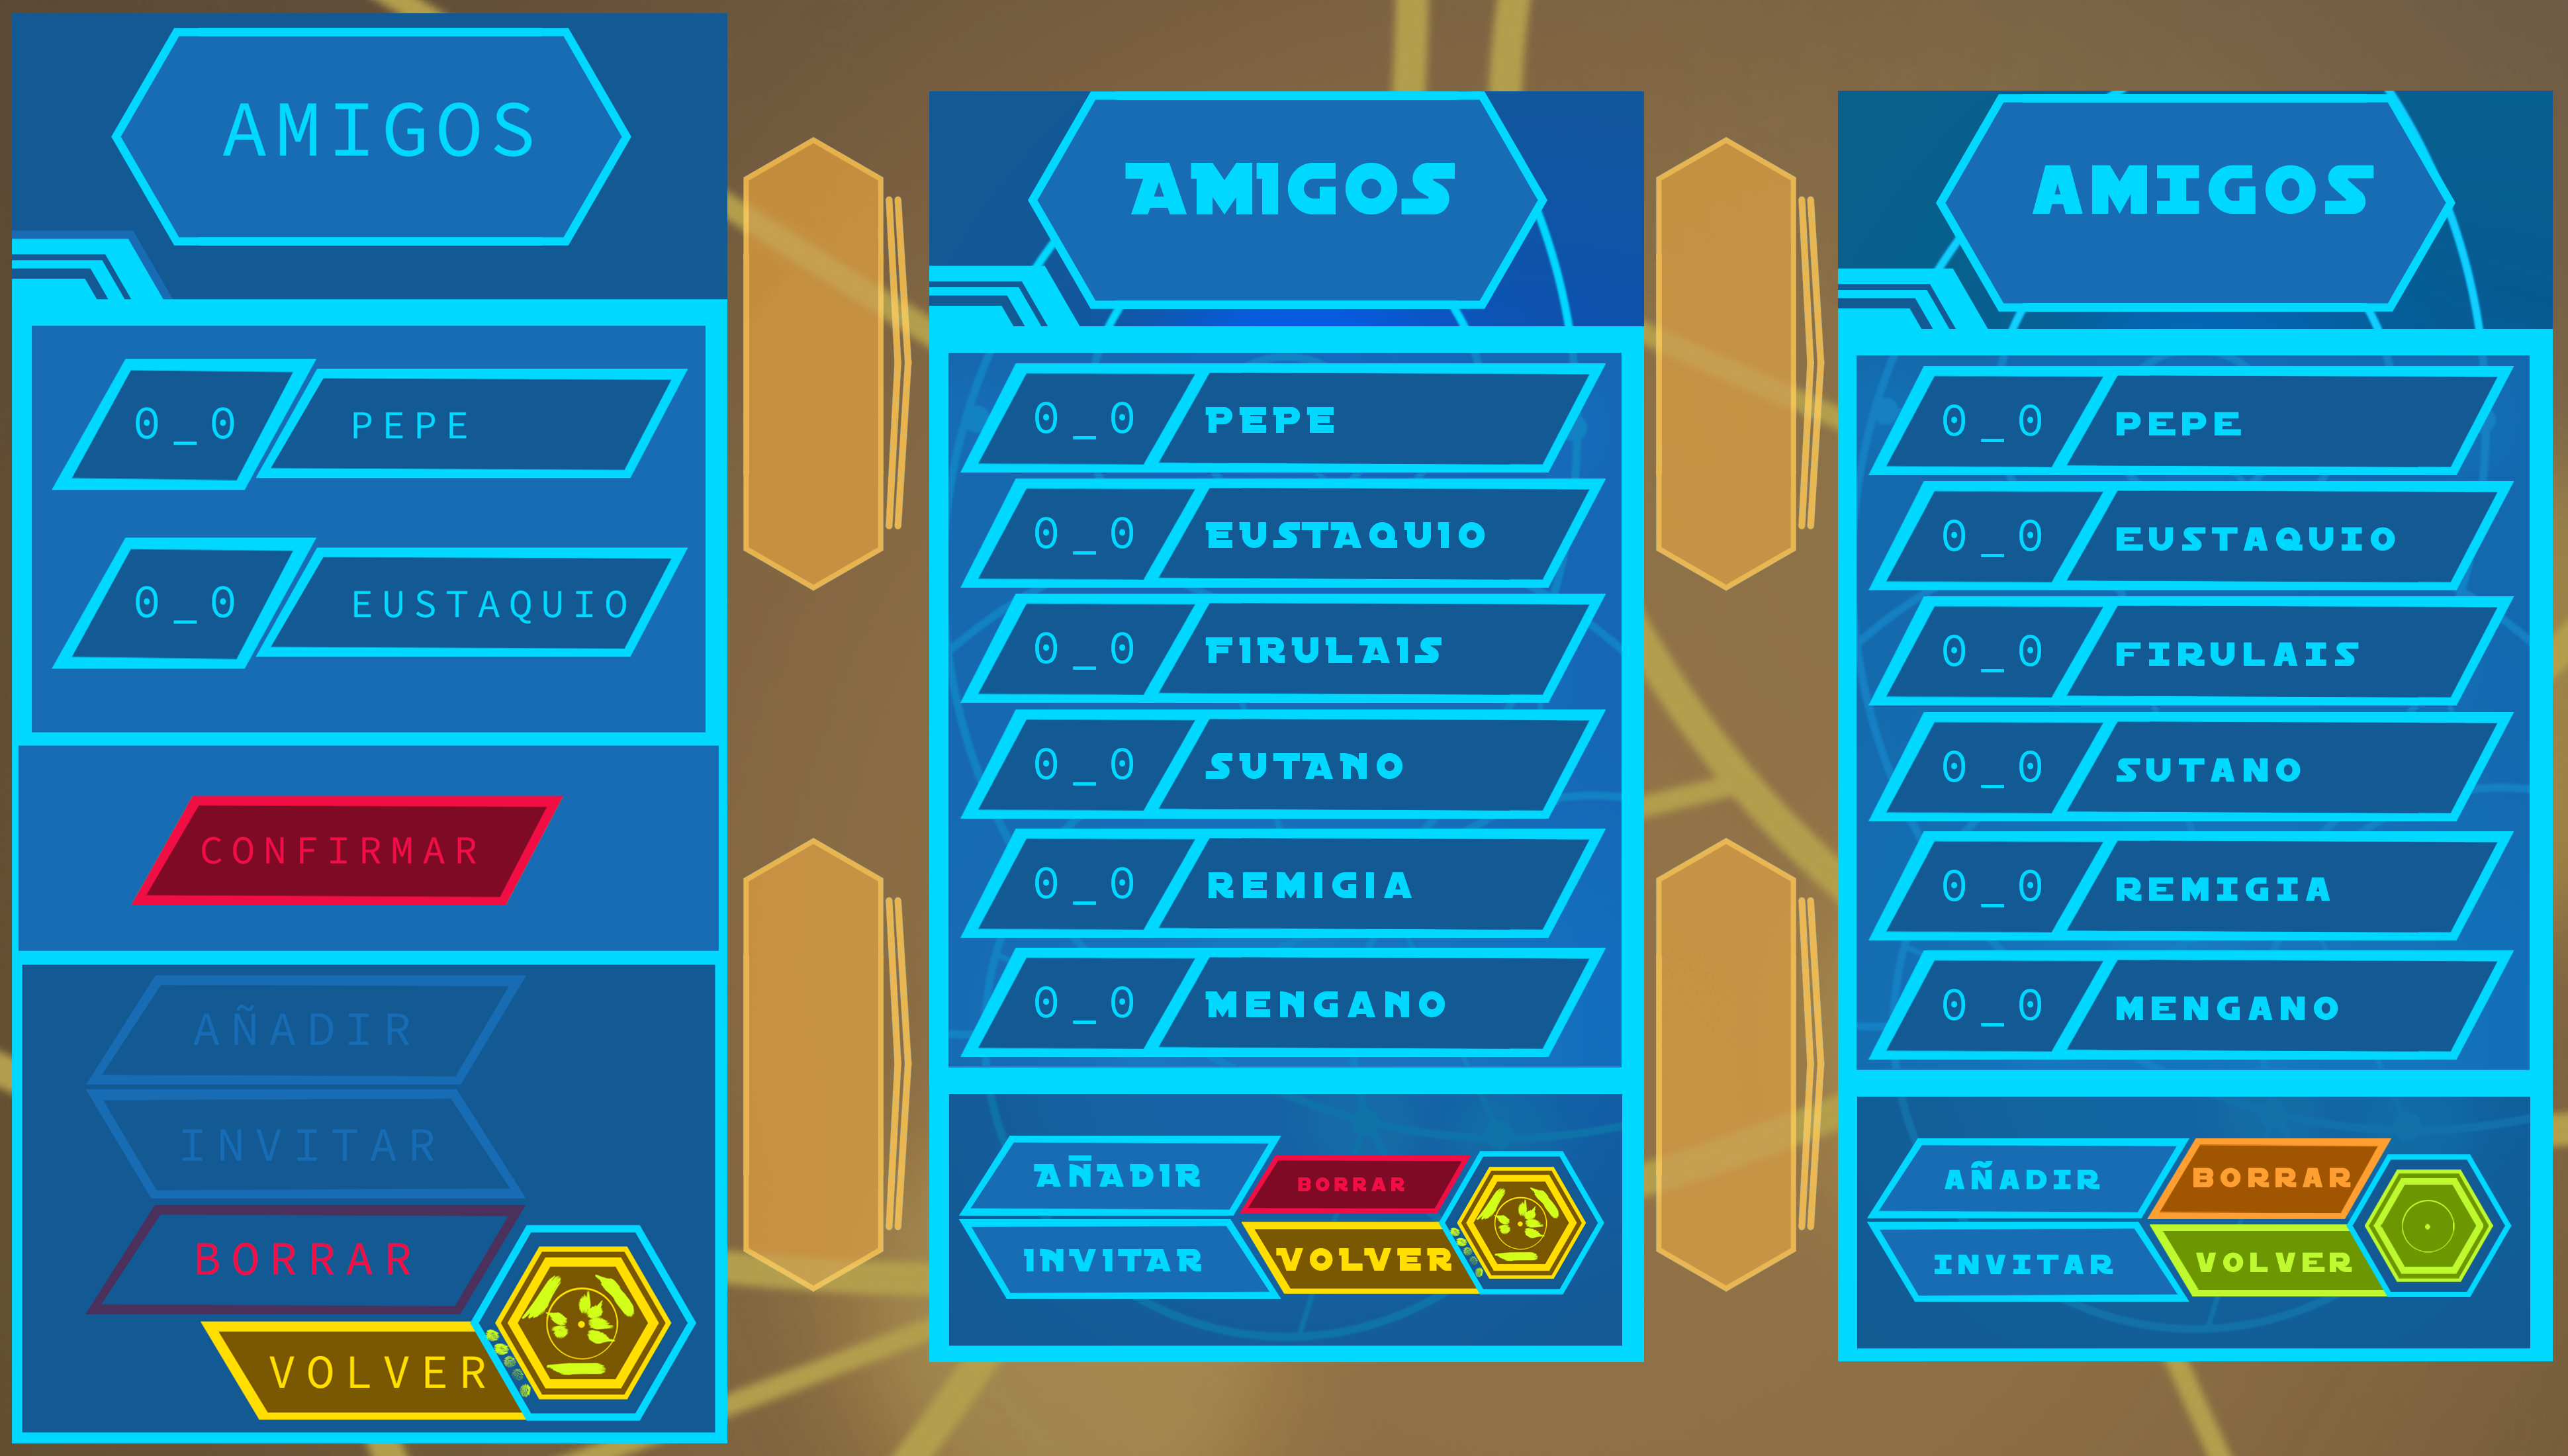 AMIGOS
0_0 PEPE
0_0 EUSTAQUIO
CONFIRMAR
AÑADIR
INVITAR
BORRAR
VOLVER
AMIGOS
0_0 PEPE
0_0 EUSTAQUIO
0_0 FIRULAIS
0_0 SUTANO
0_0 REMIGIA
0_0 MENGANO
AÑADIR BORRAR
INVITAR VOLVER
AMIGOS
0_0 PEPE
0_0 EUSTAQUIO
0_0 FIRULAIS
0_0 SUTANO
0_0 REMIGIA
0_0 MENGANO
AÑADIR BORRAR
INVITAR VOLVER